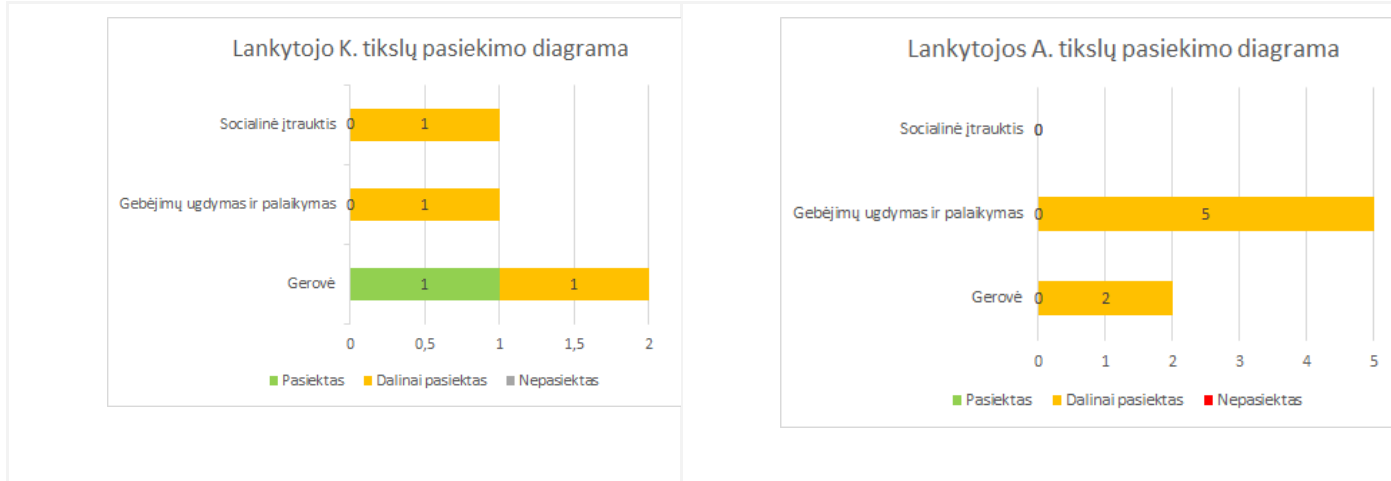 Lankytojo K. tikslų pasiekimo diagrama
Socialinė įtrauktis 0 1
Gebėjimų ugdymas ir palaikymas 0 1
Gerovė 1 1
0 0,5 1 1,5 2
Pasiektas Dalinai pasiektas Nepasiektas
Lankytojos A. tikslų pasiekimo diagrama
Socialinė įtrauktis 0
Gebėjimų ugdymas ir palaikymas 0 5
Gerovė 0 2
0 1 2 3 4 5
Pasiektas Dalinai pasiektas Nepasiektas